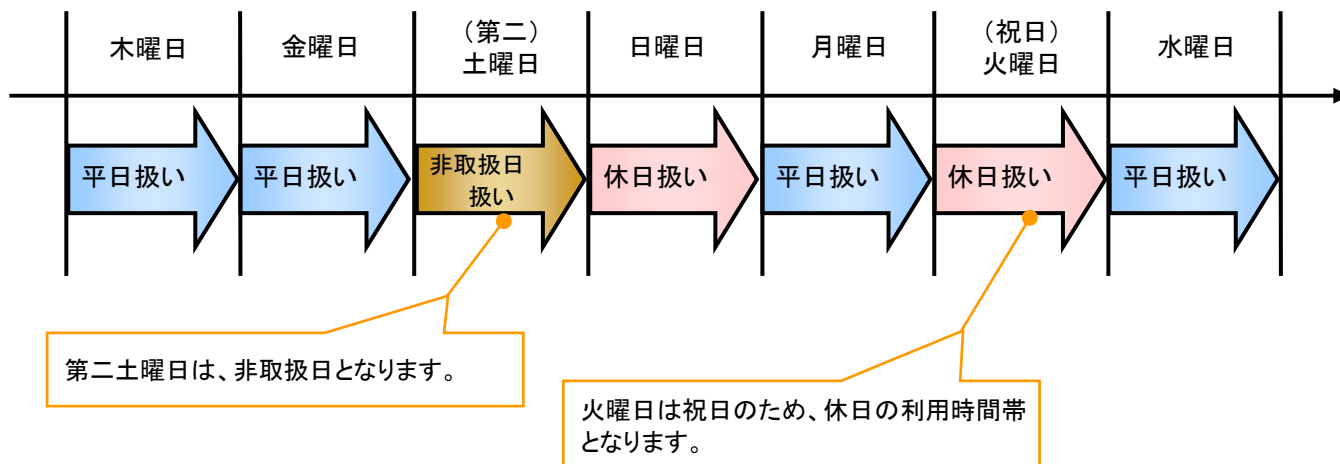 木曜日
金曜日
（第二）
土曜日
日曜日
月曜日
（祝日）
火曜日
水曜日
平日扱い
平日扱い
非取扱日
扱い
休日扱い
平日扱い
休日扱い
平日扱い
第二土曜日は、非取扱日となります。
火曜日は祝日のため、休日の利用時間帯
となります。